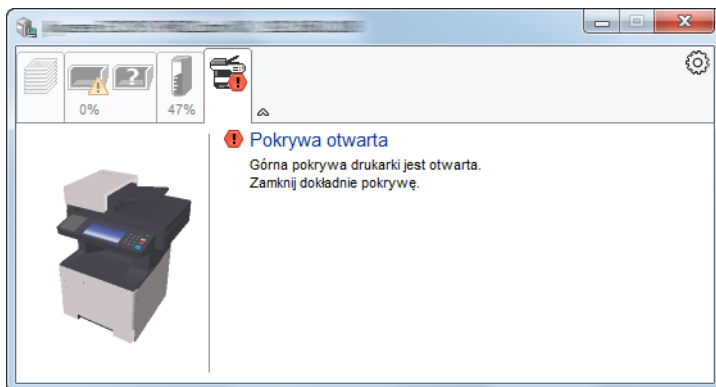 0%
47%
Pokrywa otwarta
Górna pokrywa drukarki jest otwarta.
Zamknij dokładnie pokrywę.